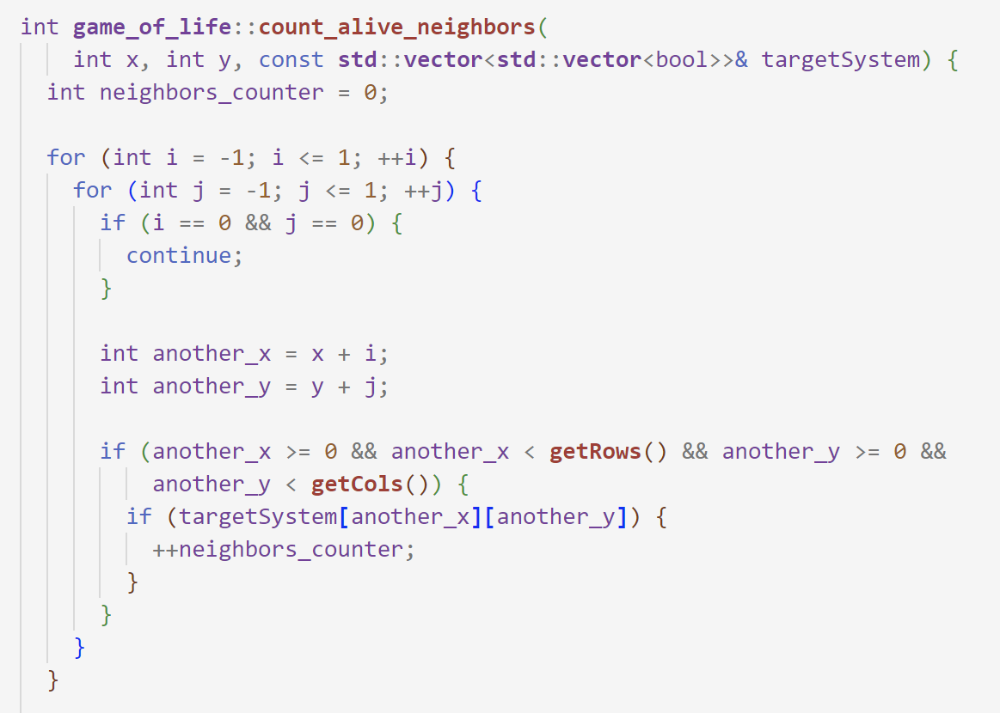 int game_of_life::count_alive_neighbors(
    int x, int y, const std::vector<std::vector<bool>>& targetSystem) {
  int neighbors_counter = 0;

  for (int i = -1; i <= 1; ++i) {
    for (int j = -1; j <= 1; ++j) {
      if (i == 0 && j == 0) {
        continue;
      }

      int another_x = x + i;
      int another_y = y + j;

      if (another_x >= 0 && another_x < getRows() && another_y >= 0 &&
          another_y < getCols()) {
        if (targetSystem[another_x][another_y]) {
          ++neighbors_counter;
        }
      }
    }
  }